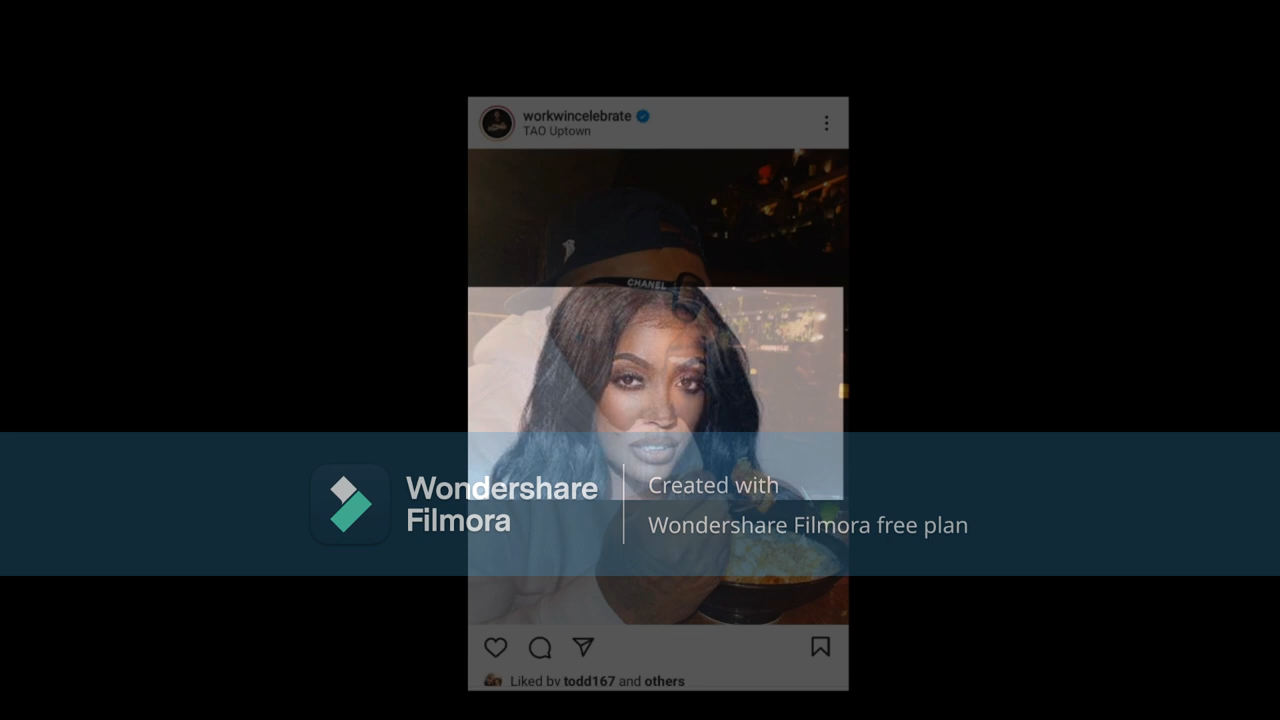 workwincelebrate
TAO Uptown
CHANEL
Wondershare
Filmora
Created with
Wondershare Filmora free plan
Liked by todd167 and others